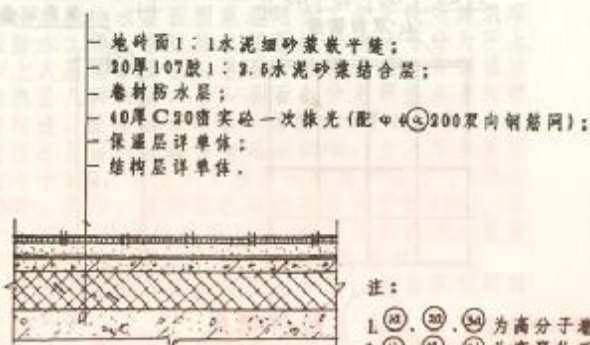 地砖面1：1水泥细砂浆嵌平缝；
20厚107胶1：2.5水泥砂浆结合层；
卷材防水层；
40厚C20密实砼一次抹光(配φ4@200双向钢筋网)；
保温层详单体；
结构层详单体．
注：
1. 为高分子卷